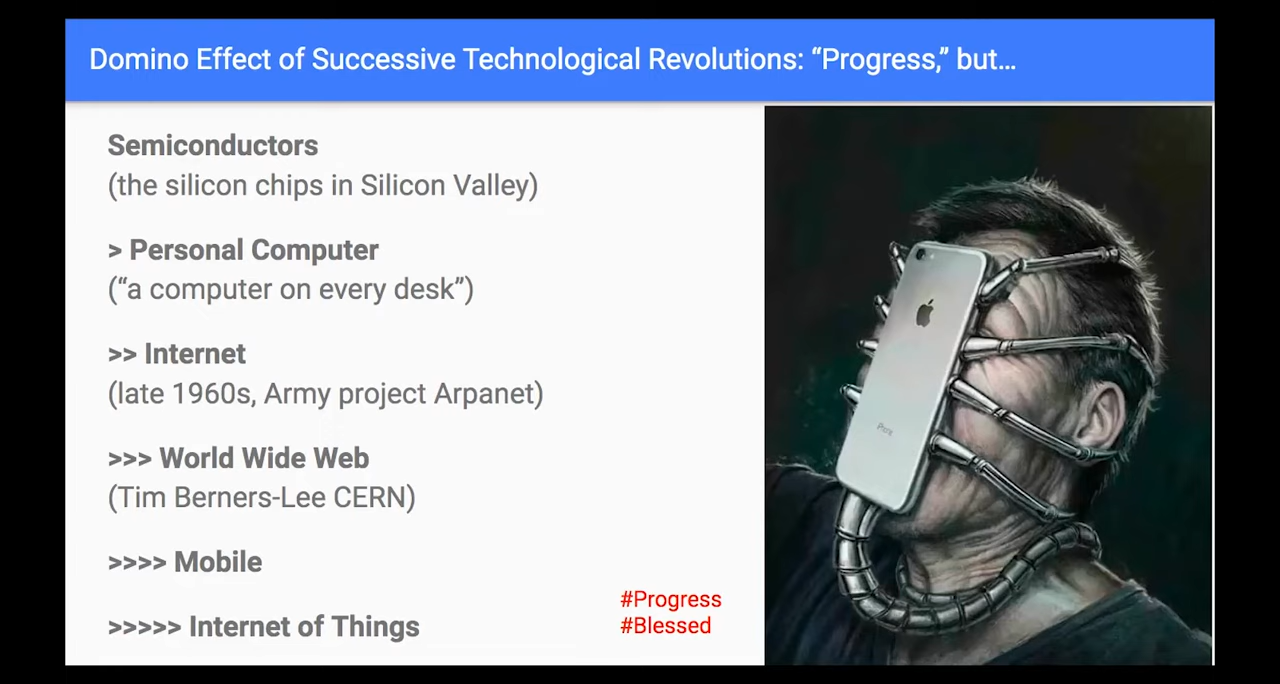 Domino Effect of Successive Technological Revolutions: “Progress,” but…
Semiconductors
(the silicon chips in Silicon Valley)
> Personal Computer
(“a computer on every desk”)
>> Internet
(late 1960s, Army project Arpanet)
>>> World Wide Web
(Tim Berners-Lee CERN)
>>>> Mobile
>>>>> Internet of Things
#Progress
#Blessed